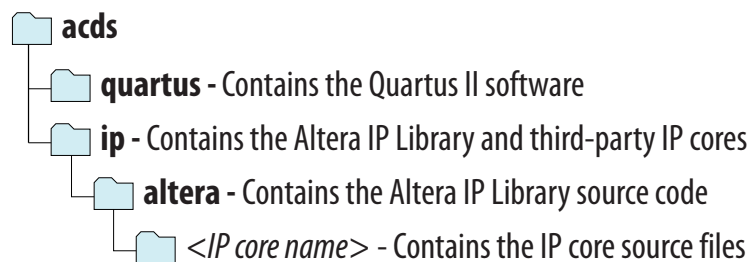 acds
quartus - Contains the Quartus II software
ip - Contains the Altera IP Library and third-party IP cores
altera - Contains the Altera IP Library source code
<IP core name> - Contains the IP core source files